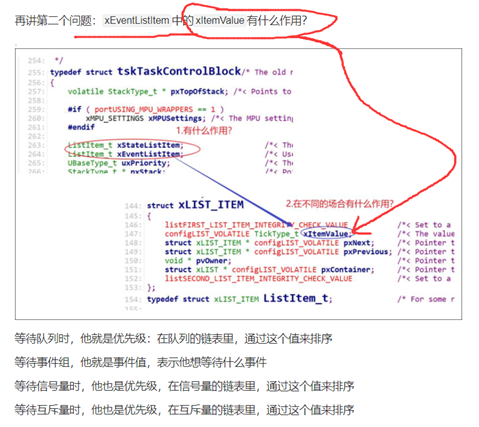 再讲第二个问题：xEventListItem 中的 xItemValue 有什么作用？
254: */
255: typedef struct tskTaskControlBlock/* The old n
256: {
257: volatile StackType_t * pxTopOfStack; /*< Points to
258:
259: #if ( portUSING_MPU_WRAPPERS == 1 )
260: xMPU_SETTINGS xMPUSettings; /*< The MPU setting
261: #endif
262: 1.有什么作用?
263: ListItem_t xStateListItem; /*< The
264: ListItem_t xEventListItem; /*< Use
265: UBaseType_t uxPriority; /*< The
266: StackType_t * pxStack; /*< Po
144: struct xLIST_ITEM 2.在不同的场合有什么作用?
145: {
146: listFIRST_LIST_ITEM_INTEGRITY_CHECK_VALUE /*< Set to a
147: configLIST_VOLATILE TickType_t xItemValue; /*< The value
148: struct xLIST_ITEM * configLIST_VOLATILE pxNext; /*< Pointer t
149: struct xLIST_ITEM * configLIST_VOLATILE pxPrevious; /*< Pointer t
150: void * pvOwner; /*< Pointer t
151: struct xLIST * configLIST_VOLATILE pxContainer; /*< Pointer t
152: listSECOND_LIST_ITEM_INTEGRITY_CHECK_VALUE /*< Set to a
153: };
154: typedef struct xLIST_ITEM ListItem_t; /* For some r
等待队列时，他就是优先级：在队列的链表里，通过这个值来排序
等待事件组，他就是事件值，表示他想等待什么事件
等待信号量时，他也是优先级，在信号量的链表里，通过这个值来排序
等待互斥量时，他也是优先级，在互斥量的链表里，通过这个值来排序